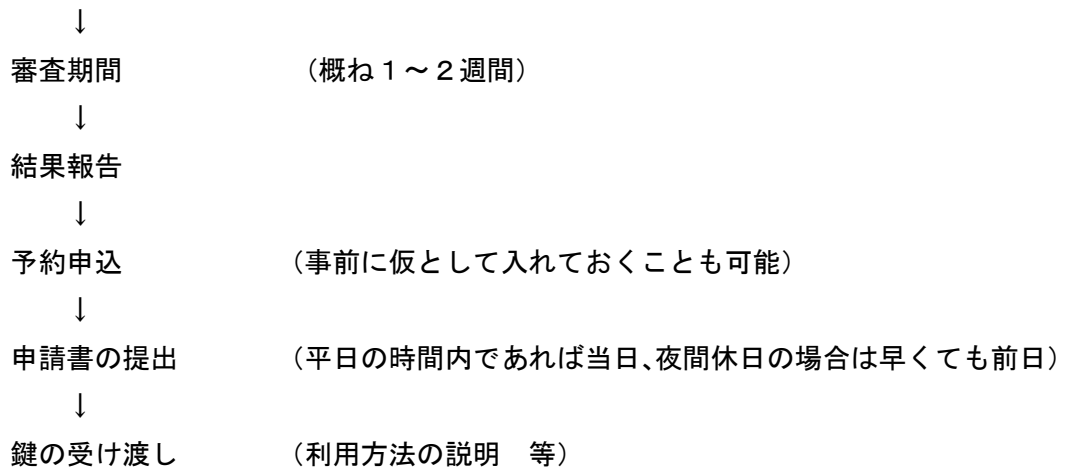 ↓
審査期間　　　　　　（概ね１～２週間）
↓
結果報告
↓
予約申込　　　　　　（事前に仮として入れておくことも可能）
↓
申請書の提出　　　　（平日の時間内であれば当日、夜間休日の場合は早くても前日）
↓
鍵の受け渡し　　　　（利用方法の説明　等）